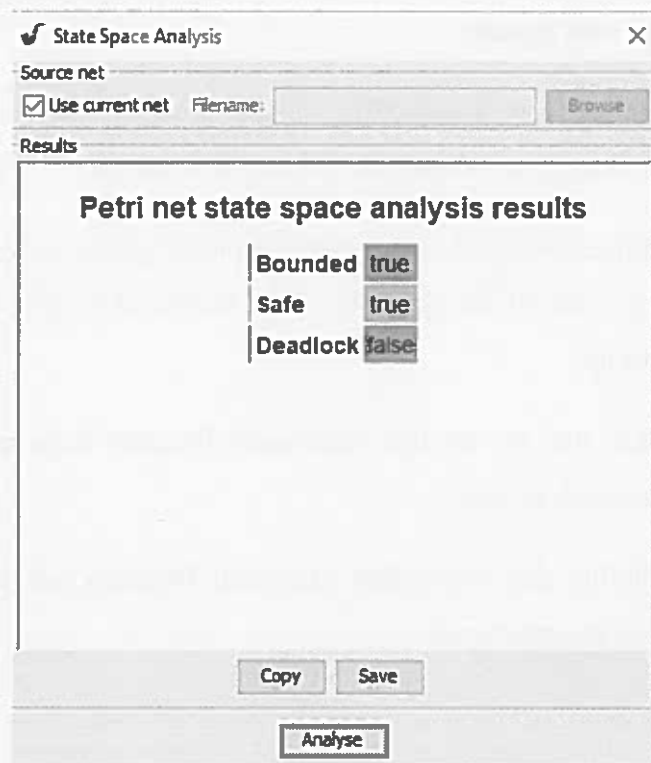 State Space Analysis
Source net
Use current net Filename: Browse
Results
Petri net state space analysis results
Bounded true
Safe true
Deadlock false
Copy Save
Analyse